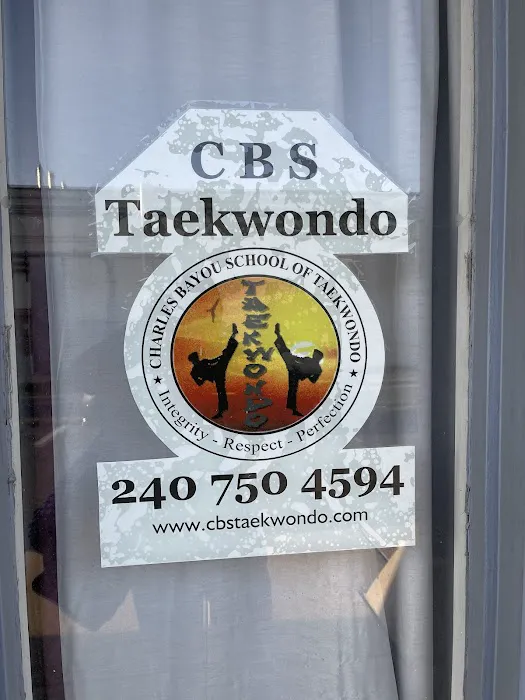 CBS
Taekwondo
CHARLES BAYOU SCHOOL OF TAEKWONDO
TAEKWONDO
Integrity - Respect - Perfection
240 750 4594
www.cbstaekwondo.com